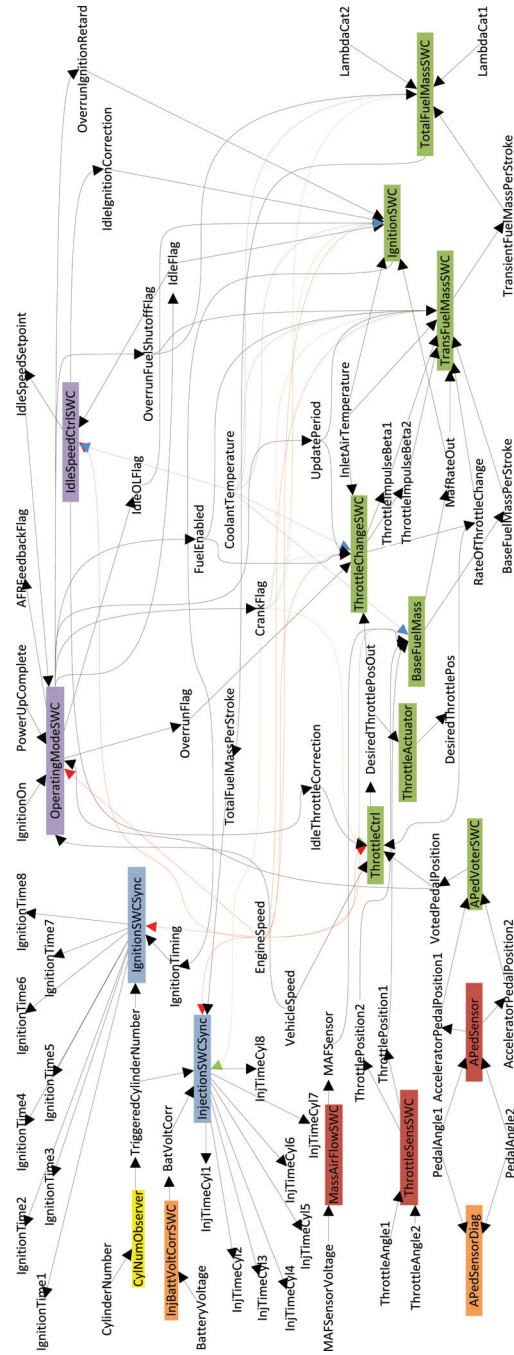 IgnitionTime1
IgnitionTime2
IgnitionTime3
IgnitionTime4
IgnitionTime5
IgnitionTime6
IgnitionTime7
IgnitionTime8
IgnitionOn
PowerUpComplete
AFRFeedbackFlag
IdleSpeedSetpoint
OverrunIgnitionRetard
IdleIgnitionCorrection
CylinderNumber
CylNumObserver
TriggeredCylinderNumber
IgnitionSWCSync
OperatingModeSWC
IdleSpeedCtrlSWC
InjBattVoltCorrSWC
BatVoltCorr
IgnitionTiming
OverrunFlag
IdleOLFlag
OverrunFuelShutoffFlag
IdleFlag
BatteryVoltage
InjTimeCyl1
InjectionSWCSync
TotalFuelMassPerStroke
FuelEnabled
CoolantTemperature
InjTimeCyl2
InjTimeCyl3
InjTimeCyl4
InjTimeCyl5
InjTimeCyl6
InjTimeCyl7
InjTimeCyl8
EngineSpeed
CrankFlag
VehicleSpeed
IdleThrottleCorrection
UpdatePeriod
LambdaCat2
MAFSensorVoltage
MassAirFlowSWC
MAFSensor
InletAirTemperature
IgnitionSWC
TotalFuelMassSWC
ThrottlePosition2
ThrottlePosition1
ThrottleCtrl
DesiredThrottlePosOut
ThrottleChangeSWC
ThrottleImpulseBeta1
ThrottleImpulseBeta2
LambdaCat1
ThrottleAngle1
ThrottleSensSWC
ThrottleAngle2
ThrottleActuator
BaseFuelMass
MafRateOut
TransFuelMassSWC
DesiredThrottlePos
RateOfThrottleChange
BaseFuelMassPerStroke
TransientFuelMassPerStroke
PedalAngle1
AcceleratorPedalPosition1
VotedPedalPosition
APedSensorDiag
APedSensor
APedVoterSWC
PedalAngle2
AcceleratorPedalPosition2